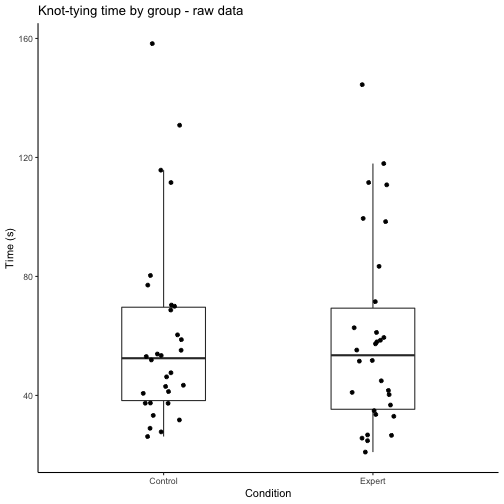 Knot-tying time by group - raw data
160
120
80
40
Time (s)
Control
Expert
Condition